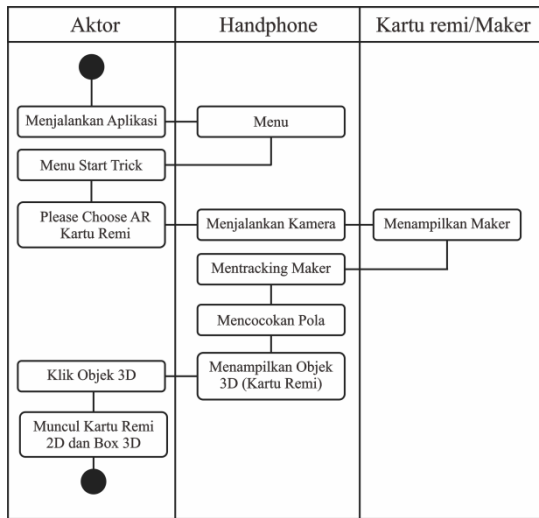 Aktor
Handphone
Kartu remi/Maker
Menjalankan Aplikasi
Menu
Menu Start Trick
Please Choose AR
Kartu Remi
Menjalankan Kamera
Menampilkan Maker
Mentracking Maker
Mencocokan Pola
Klik Objek 3D
Menampilkan Objek
3D (Kartu Remi)
Muncul Kartu Remi
2D dan Box 3D